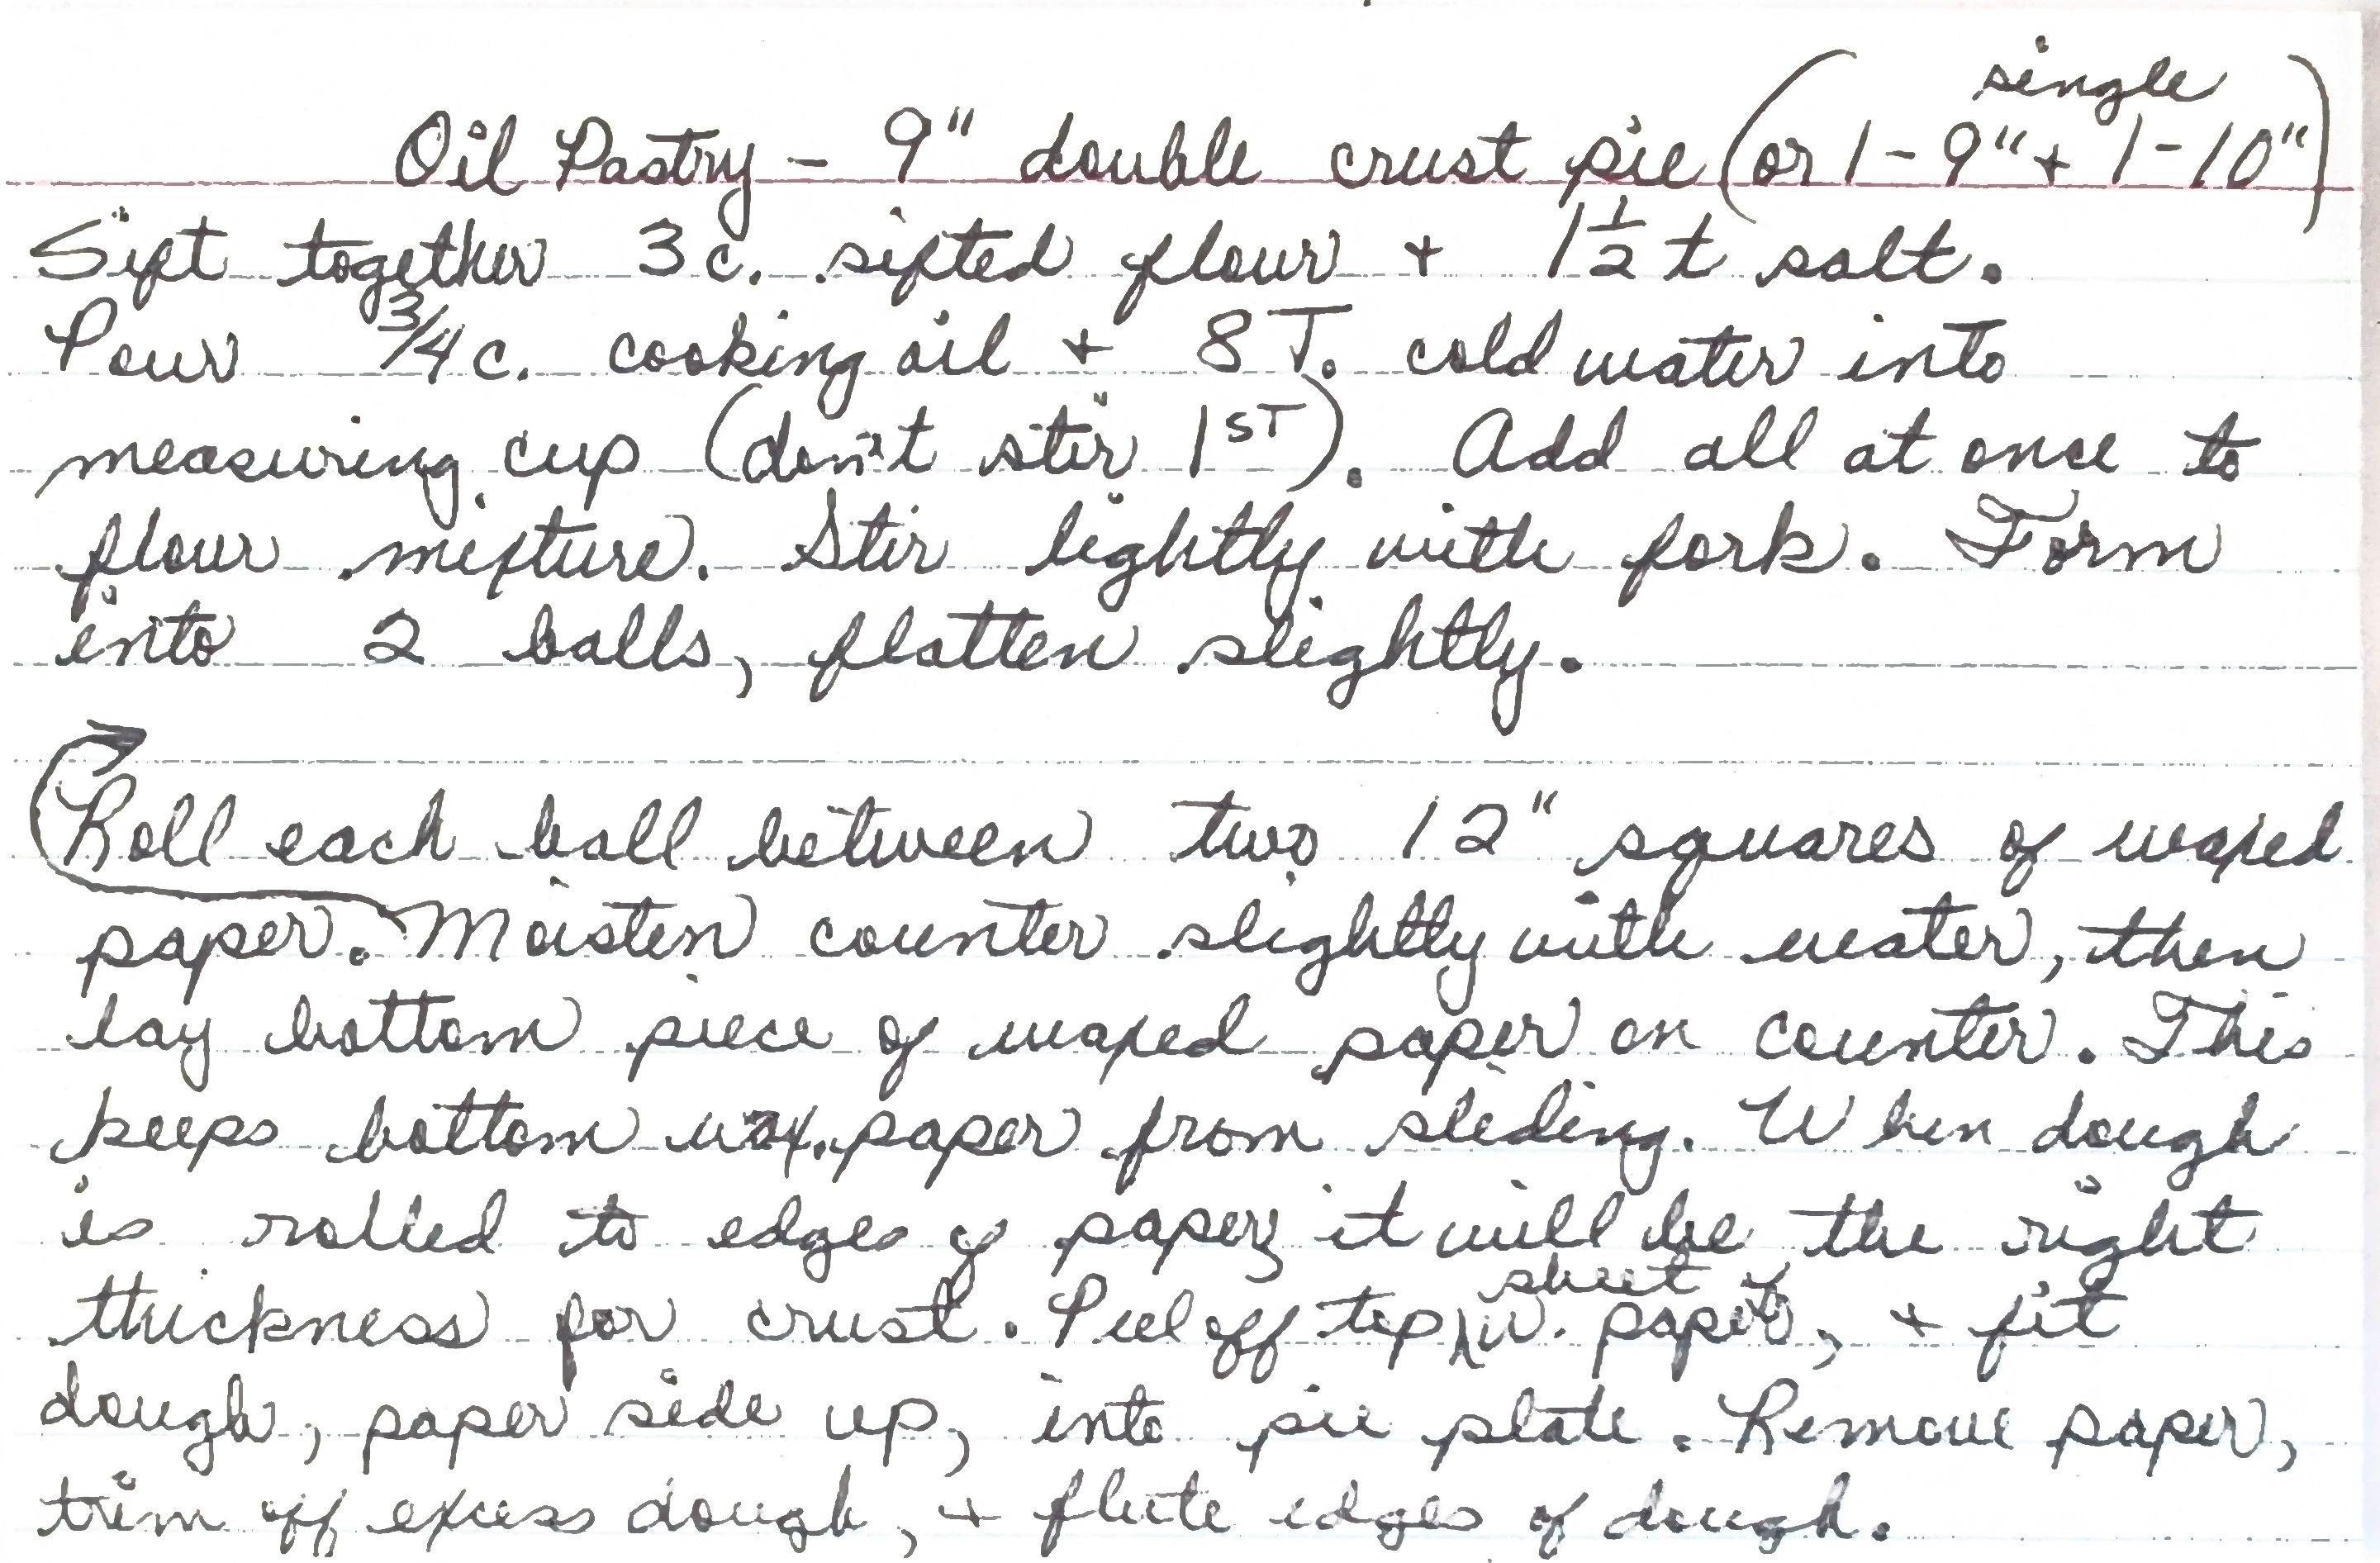 single
Oil Pastry - 9" double crust pie (or 1 - 9" + 1 - 10")
Sift together 3 c. sifted flour + 1 1/2 t salt.
Pour 3/4 c. cooking oil + 8 T. cold water into
measuring cup (don't stir 1ST). Add all at once to
flour mixture. Stir lightly with fork. Form
into 2 balls, flatten slightly.
Roll each ball between two 12" squares of waxed
paper. Moisten counter slightly with water, then
lay bottom piece of waxed paper on counter. This
keeps bottom wax. paper from sliding. When dough
is rolled to edges of paper, it will be the right
sheet of
thickness for crust. Peel off top w. paper, + fit
dough, paper side up, into pie plate. Remove paper,
trim off excess dough, + flute edges of dough.